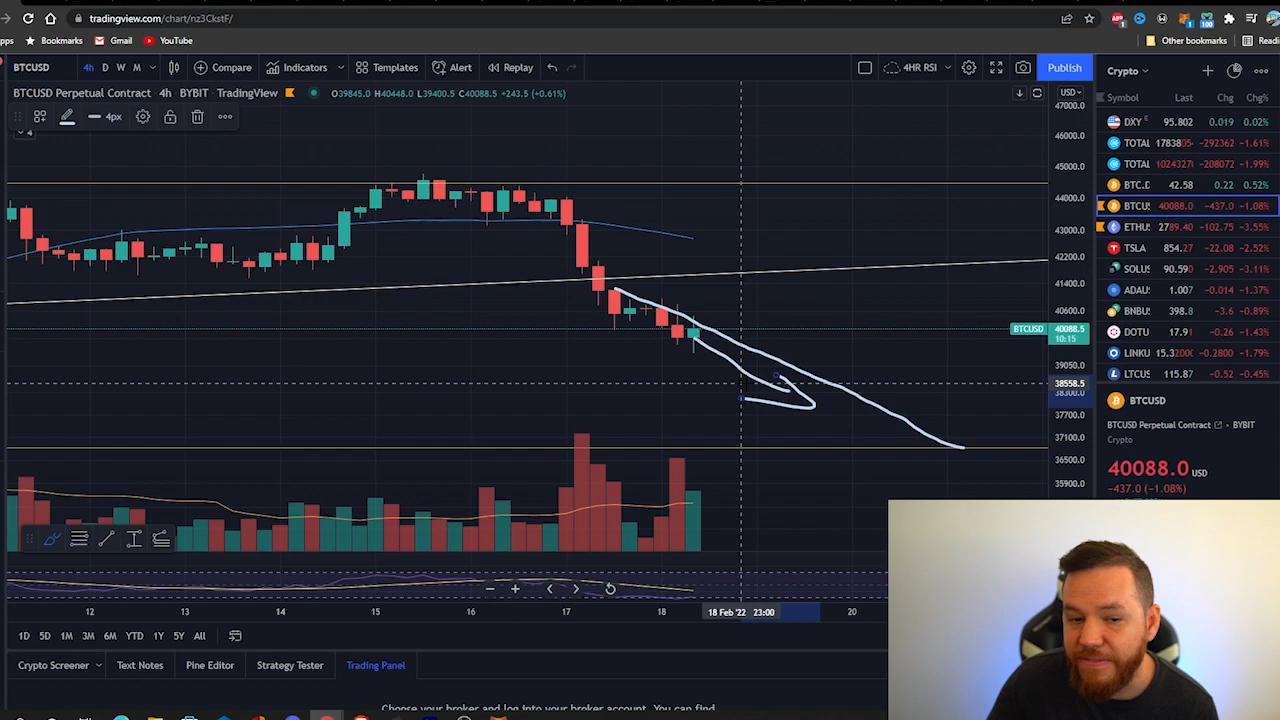 tradingview.com/chart/nz3CkstF/
Bookmarks Gmail YouTube Other bookmarks
BTCUSD 4h D W M Compare Indicators Templates Alert Replay 4HR RSI Publish Crypto
BTCUSD Perpetual Contract · 4h · BYBIT · TradingView O39845.0 H40448.0 L39400.5 C40088.5 +243.5 (+0.61%) USD
4px
4
Symbol Last Chg Chg%
47000.0
46000.0
45000.0
44000.0
43000.0
42200.0
41400.0
40600.0
BTCUSD 40088.5
10:15
39050.0
38558.5
38300.0
37700.0
37100.0
36500.0
35900.0
DXY E 95.802 0.019 0.02%
TOTAL -292362 -1.61%
TOTAL -208072 -1.99%
BTC.D 42.58 0.22 0.52%
BTCUS 40088.0 -437.0 -1.08%
ETHUS 2789.40 -102.75 -3.55%
TSLA 854.27 -22.08 -2.52%
SOLUS 90.590 -2.905 -3.11%
ADAUS 1.007 -0.014 -1.37%
BNBUS 398.8 -3.6 -0.89%
DOTU 17.91 -0.26 -1.43%
LINKU -0.2800 -1.79%
LTCUS 115.87 -0.52 -0.45%
BTCUSD
BTCUSD Perpetual Contract · BYBIT
Crypto
40088.0 USD
−437.0 (−1.08%)
12 13 14 15 16 17 18 18 Feb '22 23:00 20
1D 5D 1M 3M 6M YTD 1Y 5Y All
Crypto Screener Text Notes Pine Editor Strategy Tester Trading Panel
Choose your broker and log into your broker account. You can find